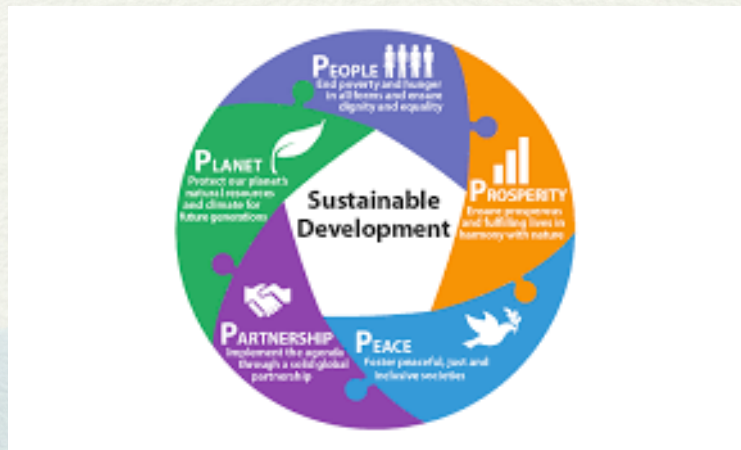 PEOPLE
End poverty and hunger
in all forms and ensure
dignity and equality
PROSPERITY
Ensure prosperous
and fulfilling lives in
harmony with nature
PEACE
Foster peaceful, just and
inclusive societies
PARTNERSHIP
Implement the agenda
through a solid global
partnership
PLANET
Protect our planet's
natural resources
and climate for
future generations
Sustainable
Development